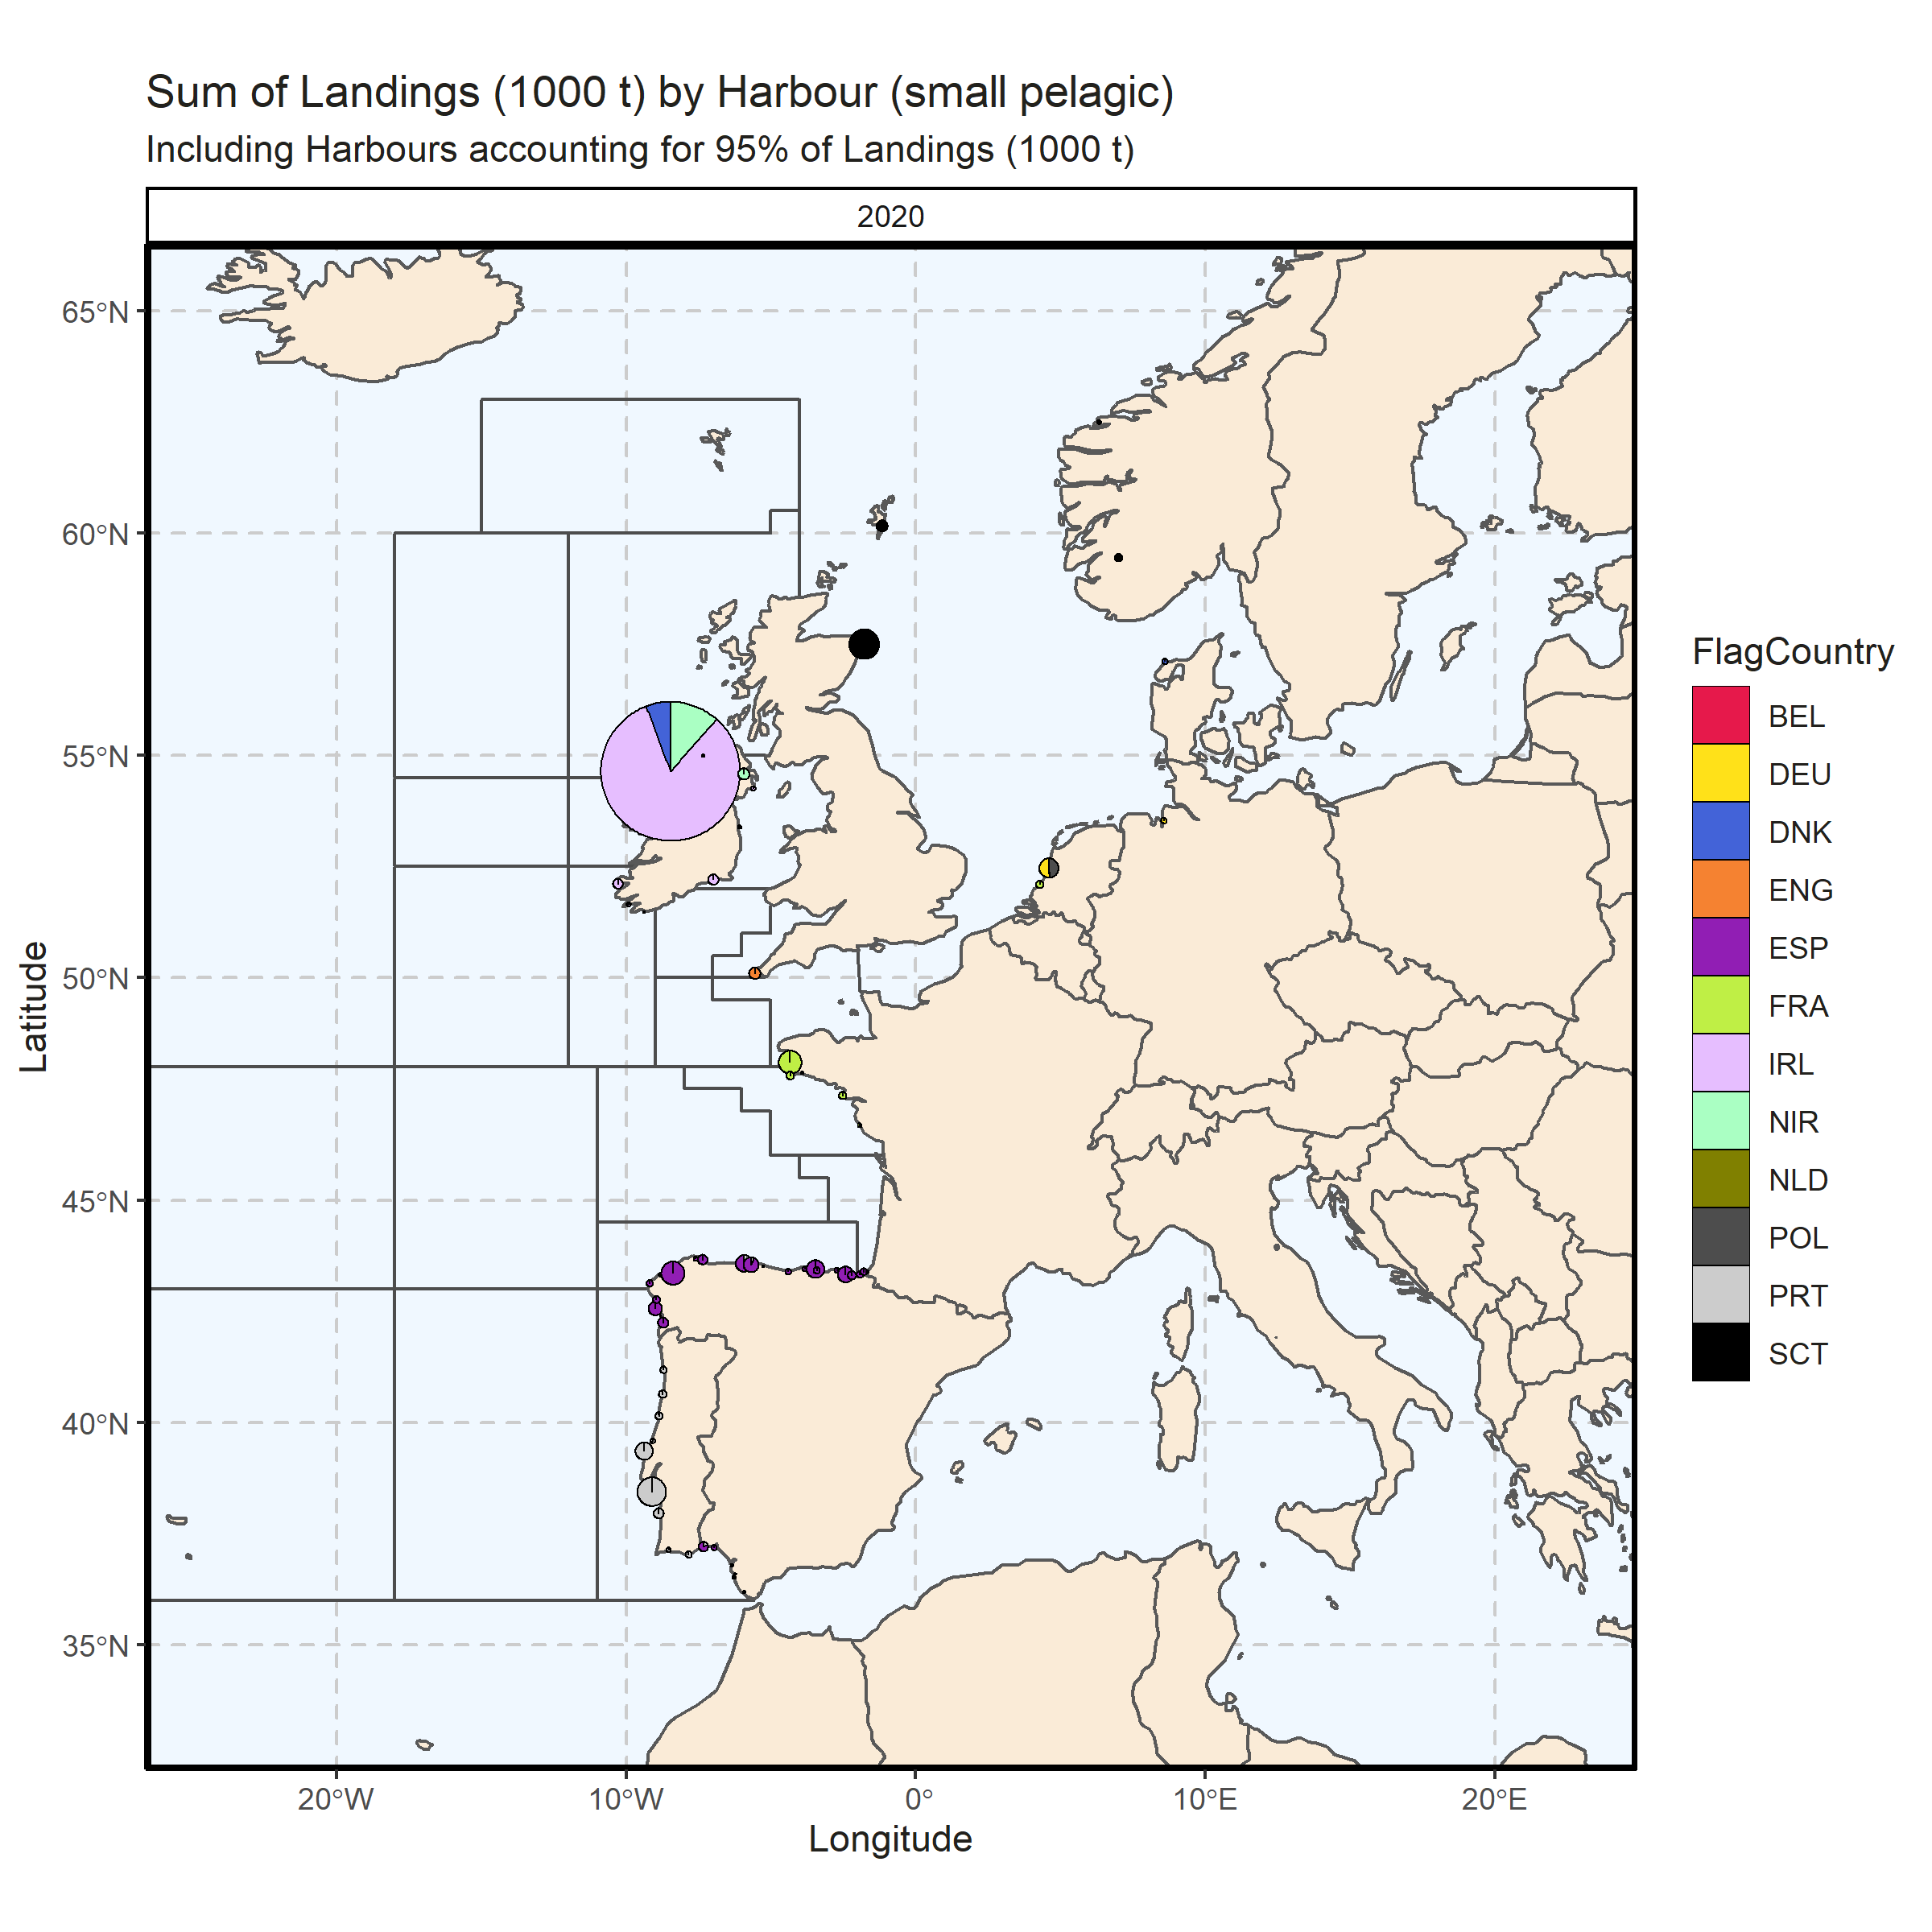 Sum of Landings (1000 t) by Harbour (small pelagic)
Including Harbours accounting for 95% of Landings (1000 t)
2020
65°N
60°N
55°N
50°N
45°N
40°N
35°N
Latitude
20°W
10°W
0°
10°E
20°E
Longitude
FlagCountry
BEL
DEU
DNK
ENG
ESP
FRA
IRL
NIR
NLD
POL
PRT
SCT